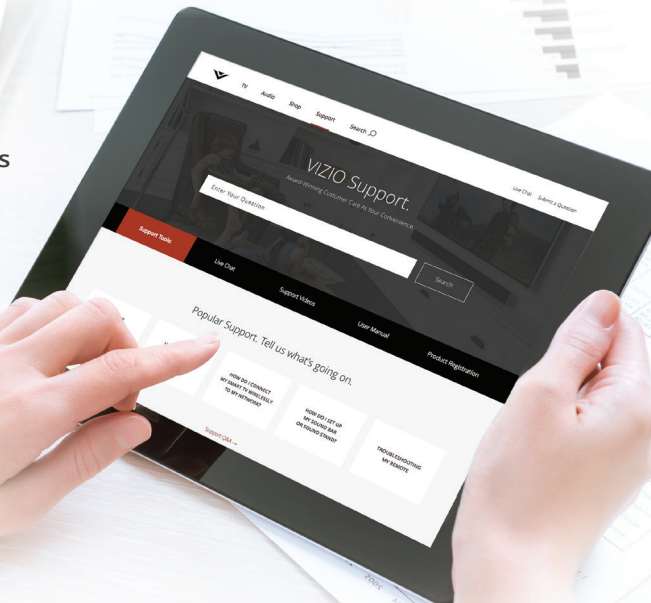 s
TV Audio Shop Support Search
Live Chat Submit a Question
VIZIO Support.
Award-Winning Customer Care At Your Convenience.
Enter Your Question
Search
Support Tools:
Live Chat
Support Videos
User Manual
Product Registration
Popular Support. Tell us what's going on.
HOW DO I CONNECT
MY SMART TV WIRELESSLY
TO MY NETWORK?
HOW DO I SET UP
MY SOUND BAR
OR SOUND STAND?
TROUBLESHOOTING
MY REMOTE
Support Q&A →